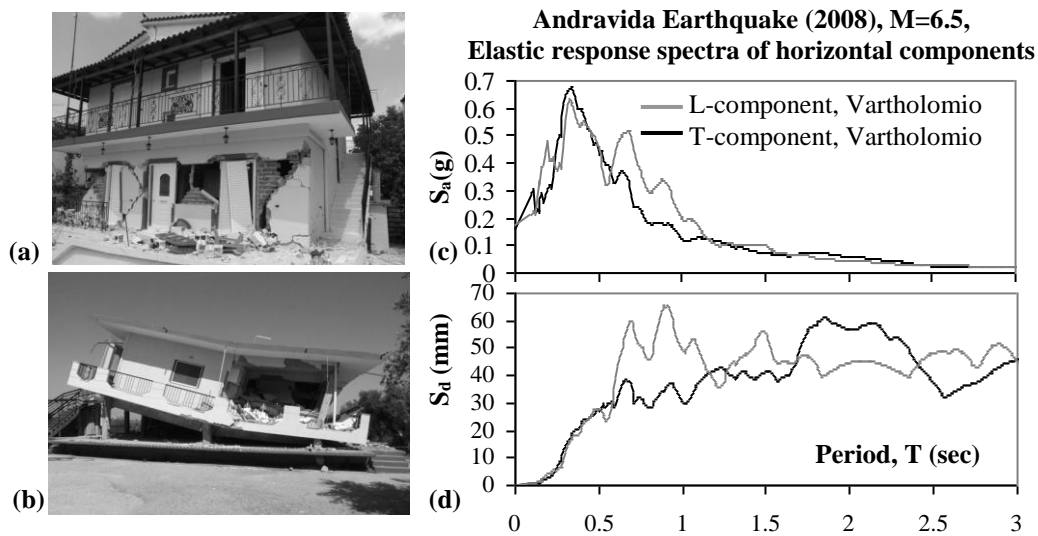 Andravida Earthquake (2008), M=6.5,
Elastic response spectra of horizontal components
(a)
(b)
(c)
S_a(g)
0.7
0.6
0.5
0.4
0.3
0.2
0.1
0
L-component, Vartholomio
T-component, Vartholomio
(d)
S_d (mm)
70
60
50
40
30
20
10
0
Period, T (sec)
0 0.5 1 1.5 2 2.5 3